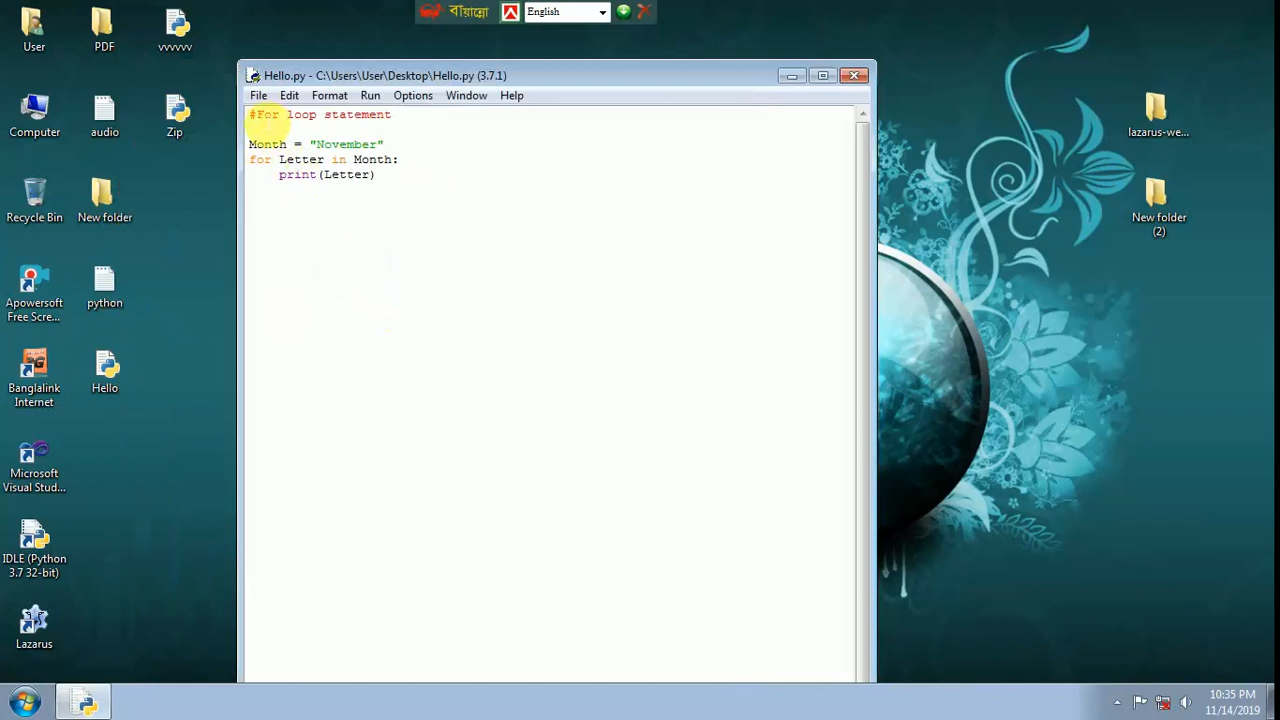 বায়ান্নো
English
User
PDF
vvvvvv
Computer
audio
Zip
Recycle Bin
New folder
Apowersoft
Free Scre...
python
Banglalink
Internet
Hello
Microsoft
Visual Stud...
IDLE (Python
3.7 32-bit)
Lazarus
Hello.py - C:\Users\User\Desktop\Hello.py (3.7.1)
File Edit Format Run Options Window Help
#For loop statement
Month = "November"
for Letter in Month:
    print(Letter)
lazarus-we...
New folder
(2)
10:35 PM
11/14/2019